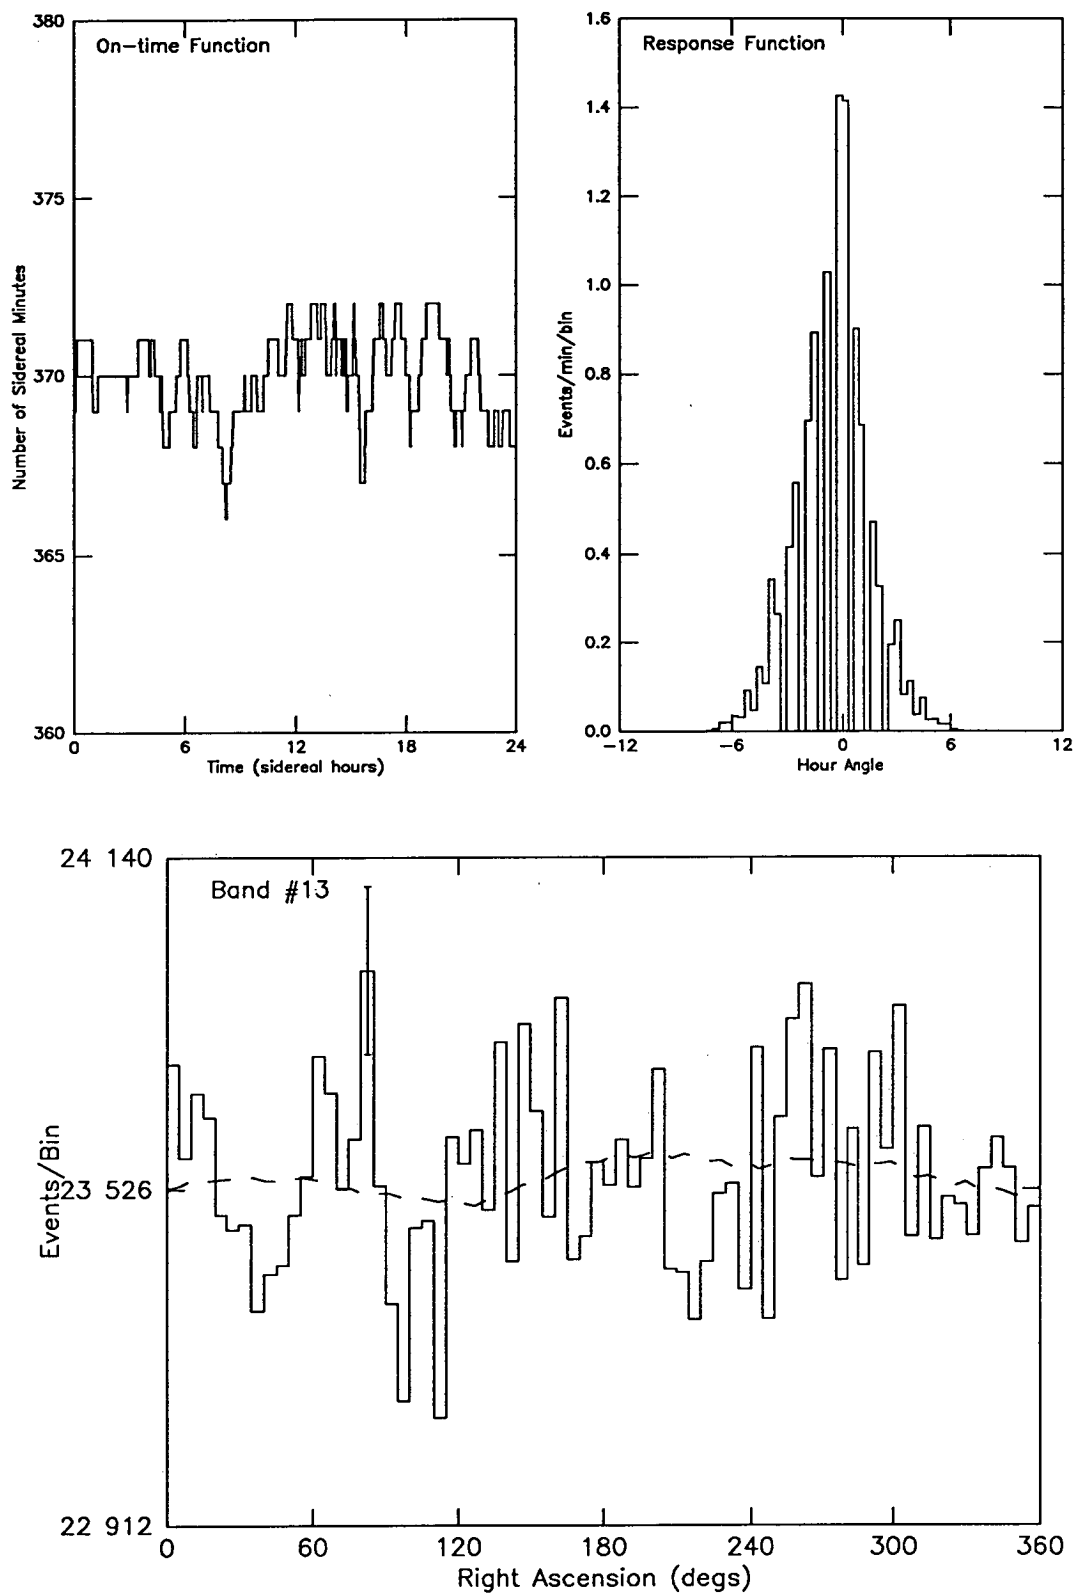 380
On-time Function
375
370
365
360
Number of Sidereal Minutes
0 6 12 18 24
Time (sidereal hours)
1.6
Response Function
1.4
1.2
1.0
0.8
0.6
0.4
0.2
0.0
Events/min/bin
-12 -6 0 6 12
Hour Angle
24 140
Band #13
23 526
22 912
Events/Bin
0 60 120 180 240 300 360
Right Ascension (degs)